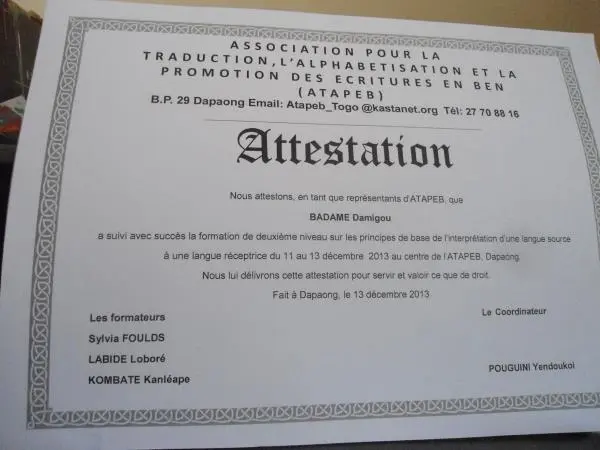 ASSOCIATION POUR LA
TRADUCTION,L'ALPHABETISATION ET LA
PROMOTION DES ECRITURES EN BEN
(ATAPEB)
B.P. 29 Dapaong Email: Atapeb_Togo @kastanet.org Tél: 27 70 88 16
Attestation
Nous attestons, en tant que représentants d'ATAPEB, que
BADAME Damigou
a suivi avec succès la formation de deuxième niveau sur les principes de base de l'interprétation d'une langue source
à une langue réceptrice du 11 au 13 décembre 2013 au centre de l'ATAPEB, Dapaong.
Nous lui délivrons cette attestation pour servir et valoir ce que de droit.
Fait à Dapaong, le 13 décembre 2013
Les formateurs
Sylvia FOULDS
LABIDE Loboré
KOMBATE Kanléape
Le Coordinateur
POUGUINI Yendoukoi